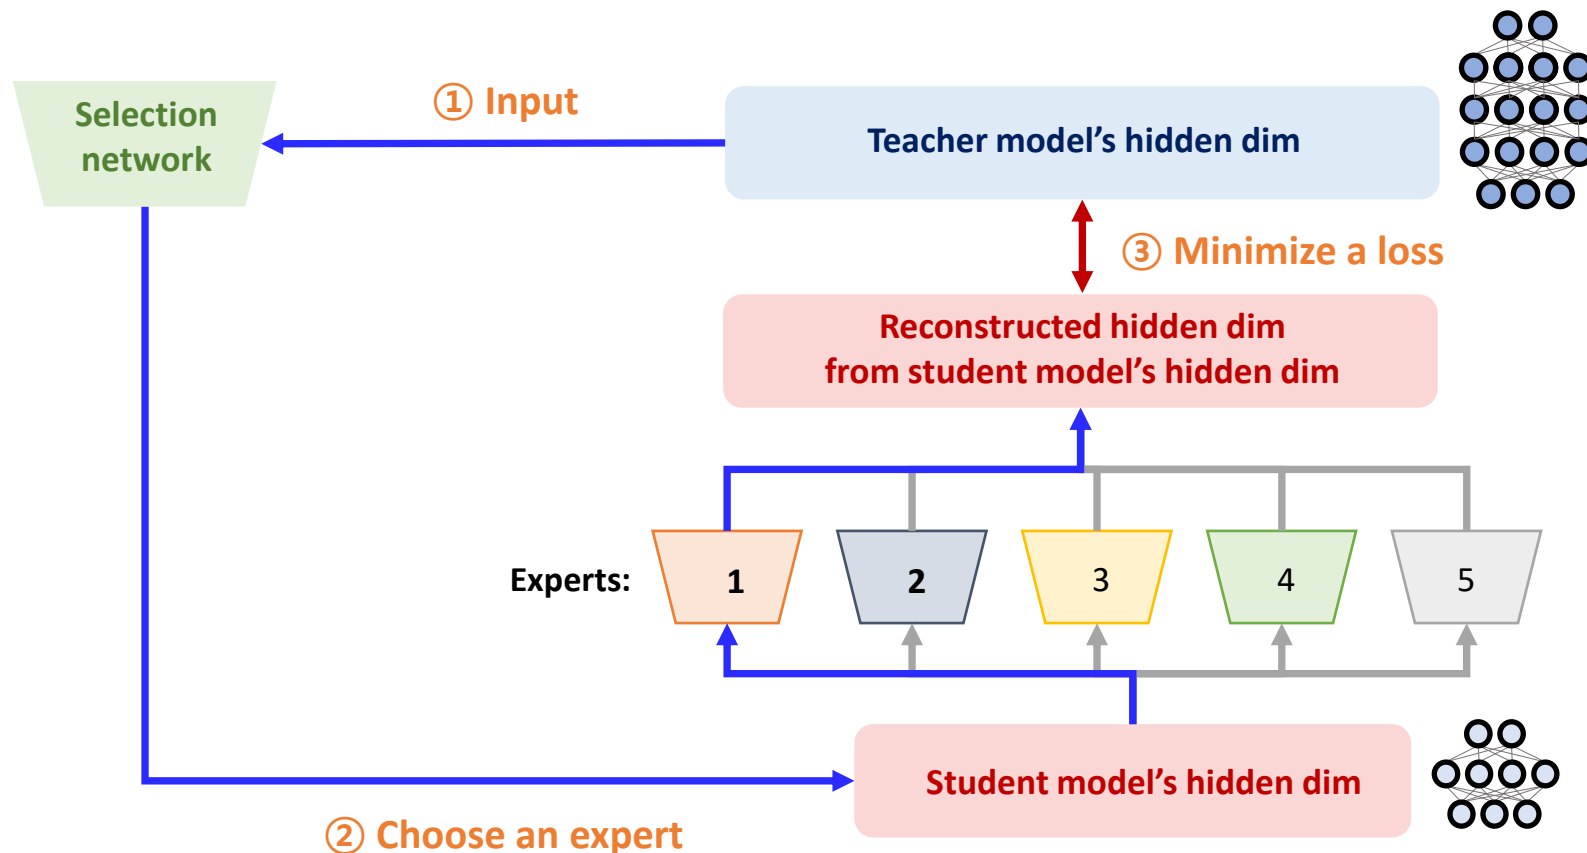 Selection
network
① Input
Teacher model’s hidden dim
③ Minimize a loss
Reconstructed hidden dim
from student model’s hidden dim
Experts:
1
2
3
4
5
Student model’s hidden dim
② Choose an expert